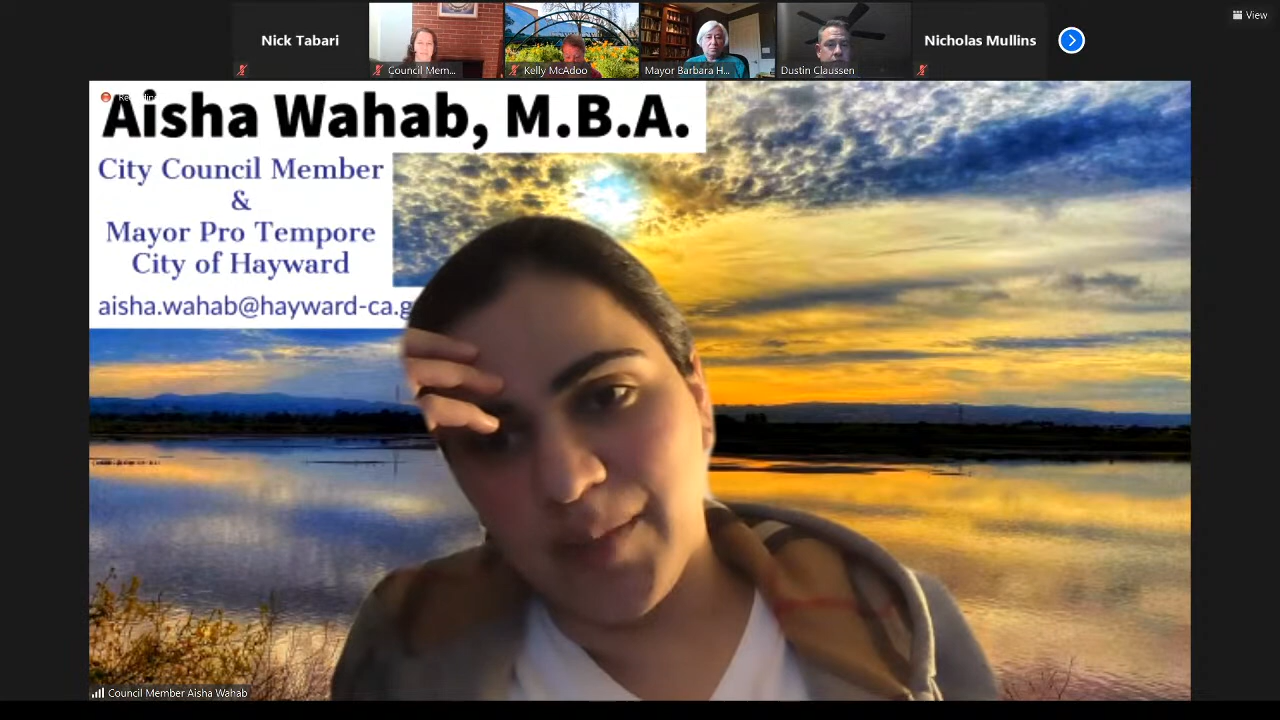 View
Nick Tabari
Council Mem...
Kelly McAdoo
Mayor Barbara H...
Dustin Claussen
Nicholas Mullins
Aisha Wahab, M.B.A.
City Council Member
&
Mayor Pro Tempore
City of Hayward
aisha.wahab@hayward-ca.g
Council Member Aisha Wahab